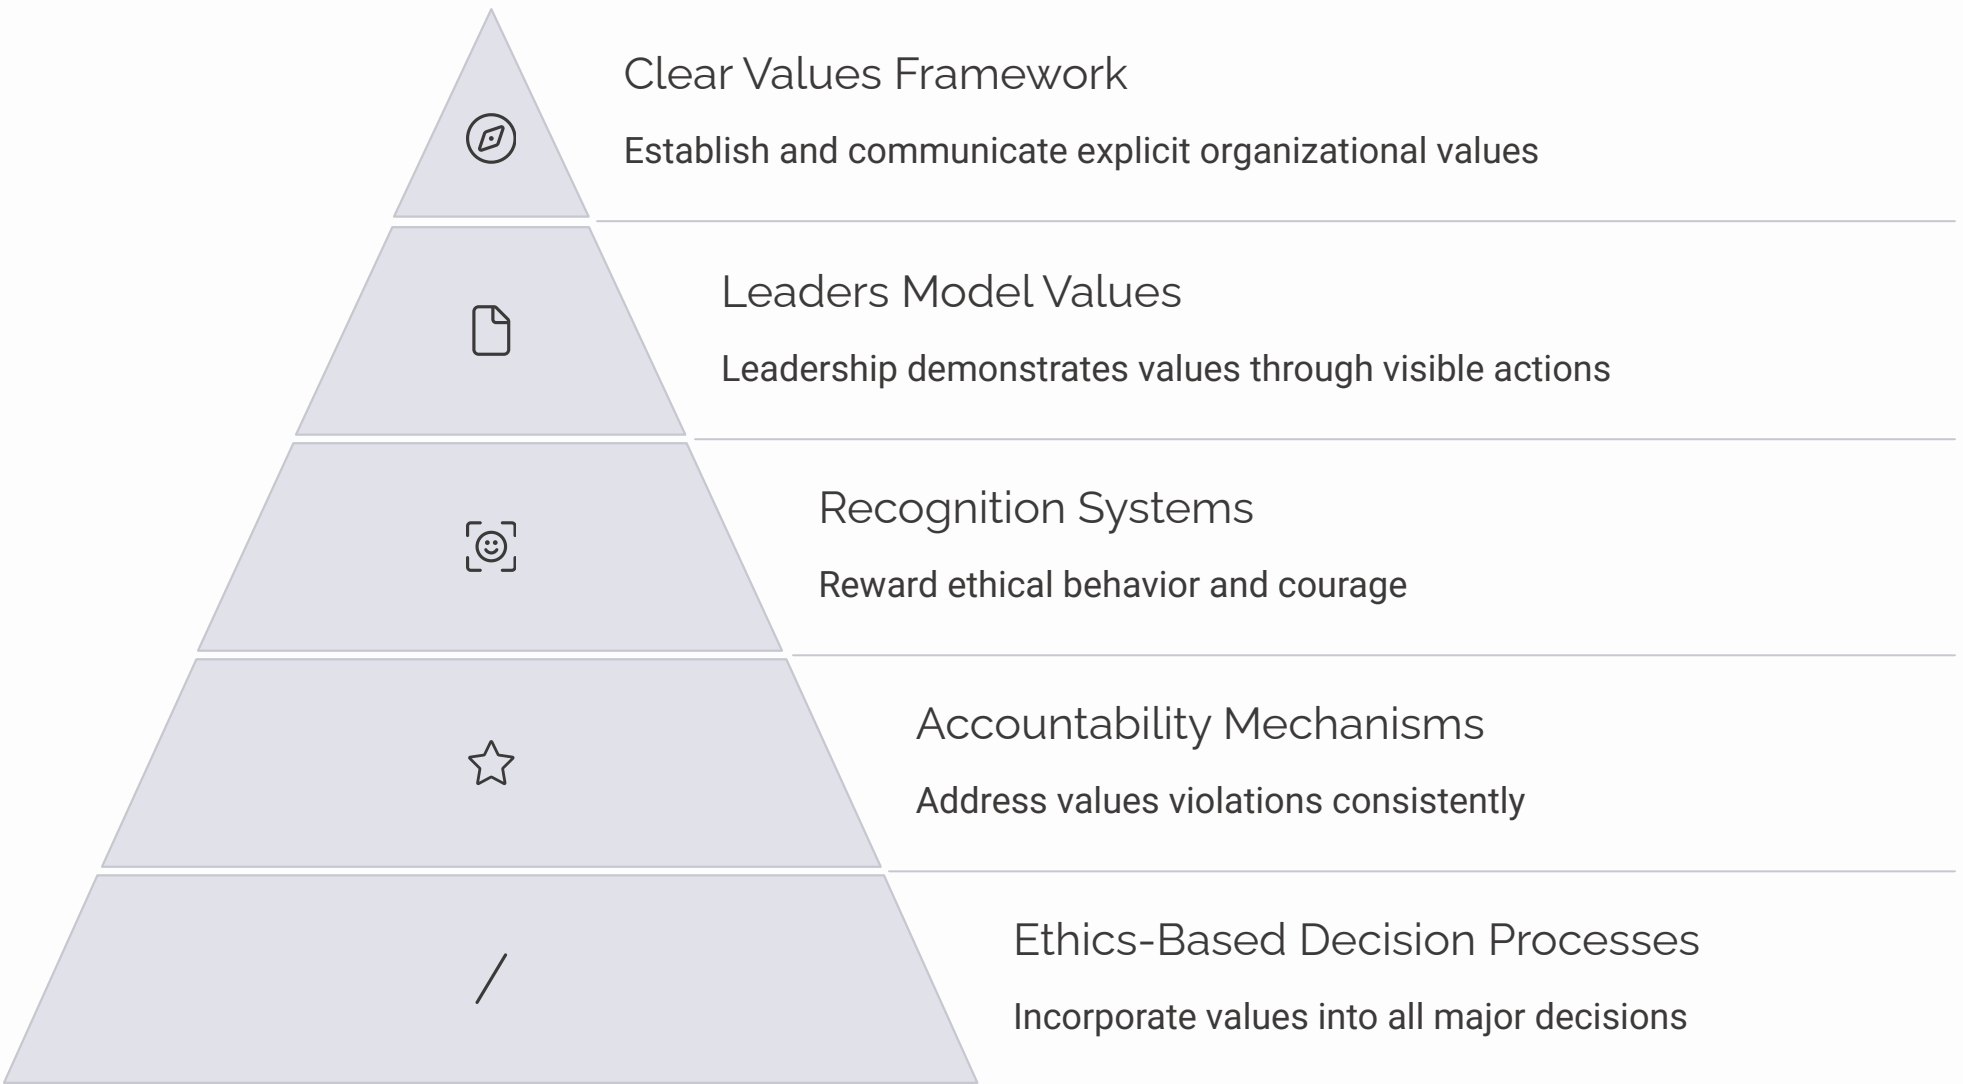 Clear Values Framework
Establish and communicate explicit organizational values
Leaders Model Values
Leadership demonstrates values through visible actions
Recognition Systems
Reward ethical behavior and courage
Accountability Mechanisms
Address values violations consistently
Ethics-Based Decision Processes
Incorporate values into all major decisions